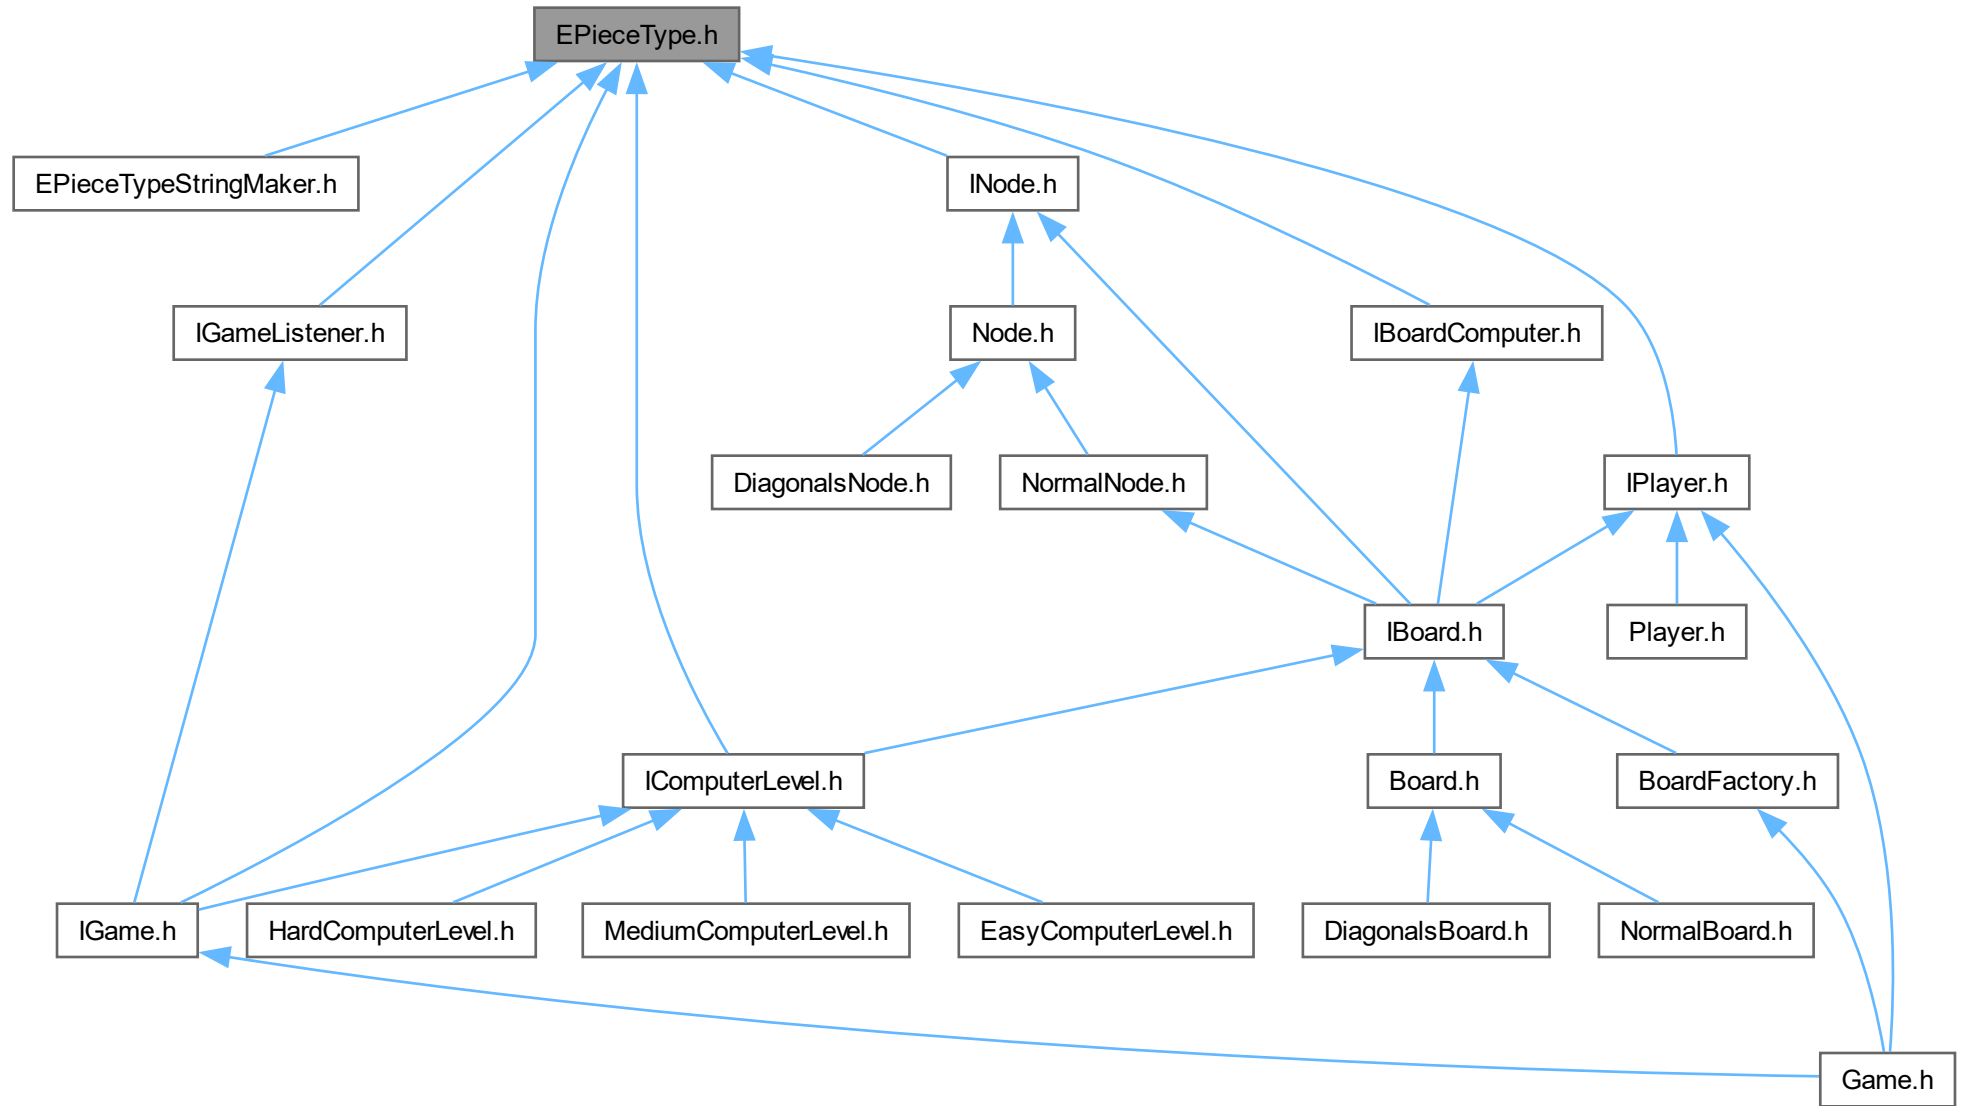 EPieceType.h
EPieceTypeStringMaker.h
INode.h
IGameListener.h
Node.h
IBoardComputer.h
DiagonalsNode.h
NormalNode.h
IPlayer.h
IBoard.h
Player.h
IComputerLevel.h
Board.h
BoardFactory.h
IGame.h
HardComputerLevel.h
MediumComputerLevel.h
EasyComputerLevel.h
DiagonalsBoard.h
NormalBoard.h
Game.h